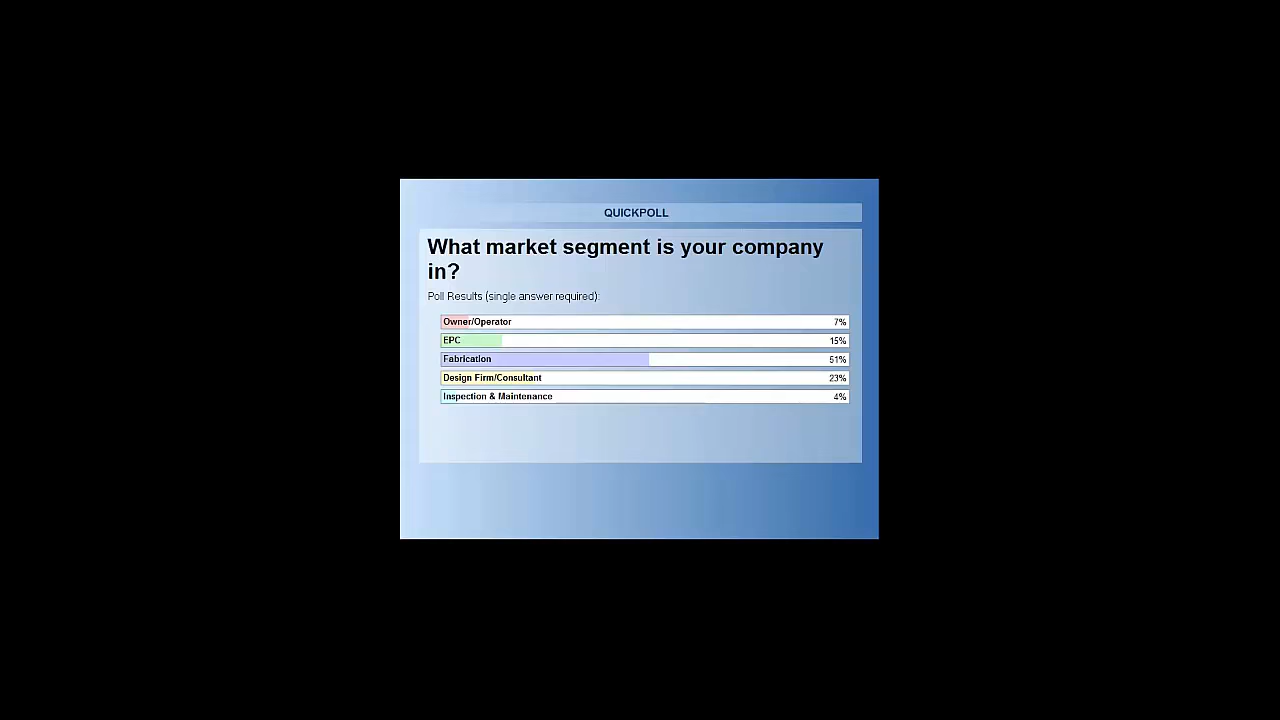 QUICKPOLL
What market segment is your company
in?
Poll Results (single answer required):
Owner/Operator 7%
EPC 15%
Fabrication 51%
Design Firm/Consultant 23%
Inspection & Maintenance 4%